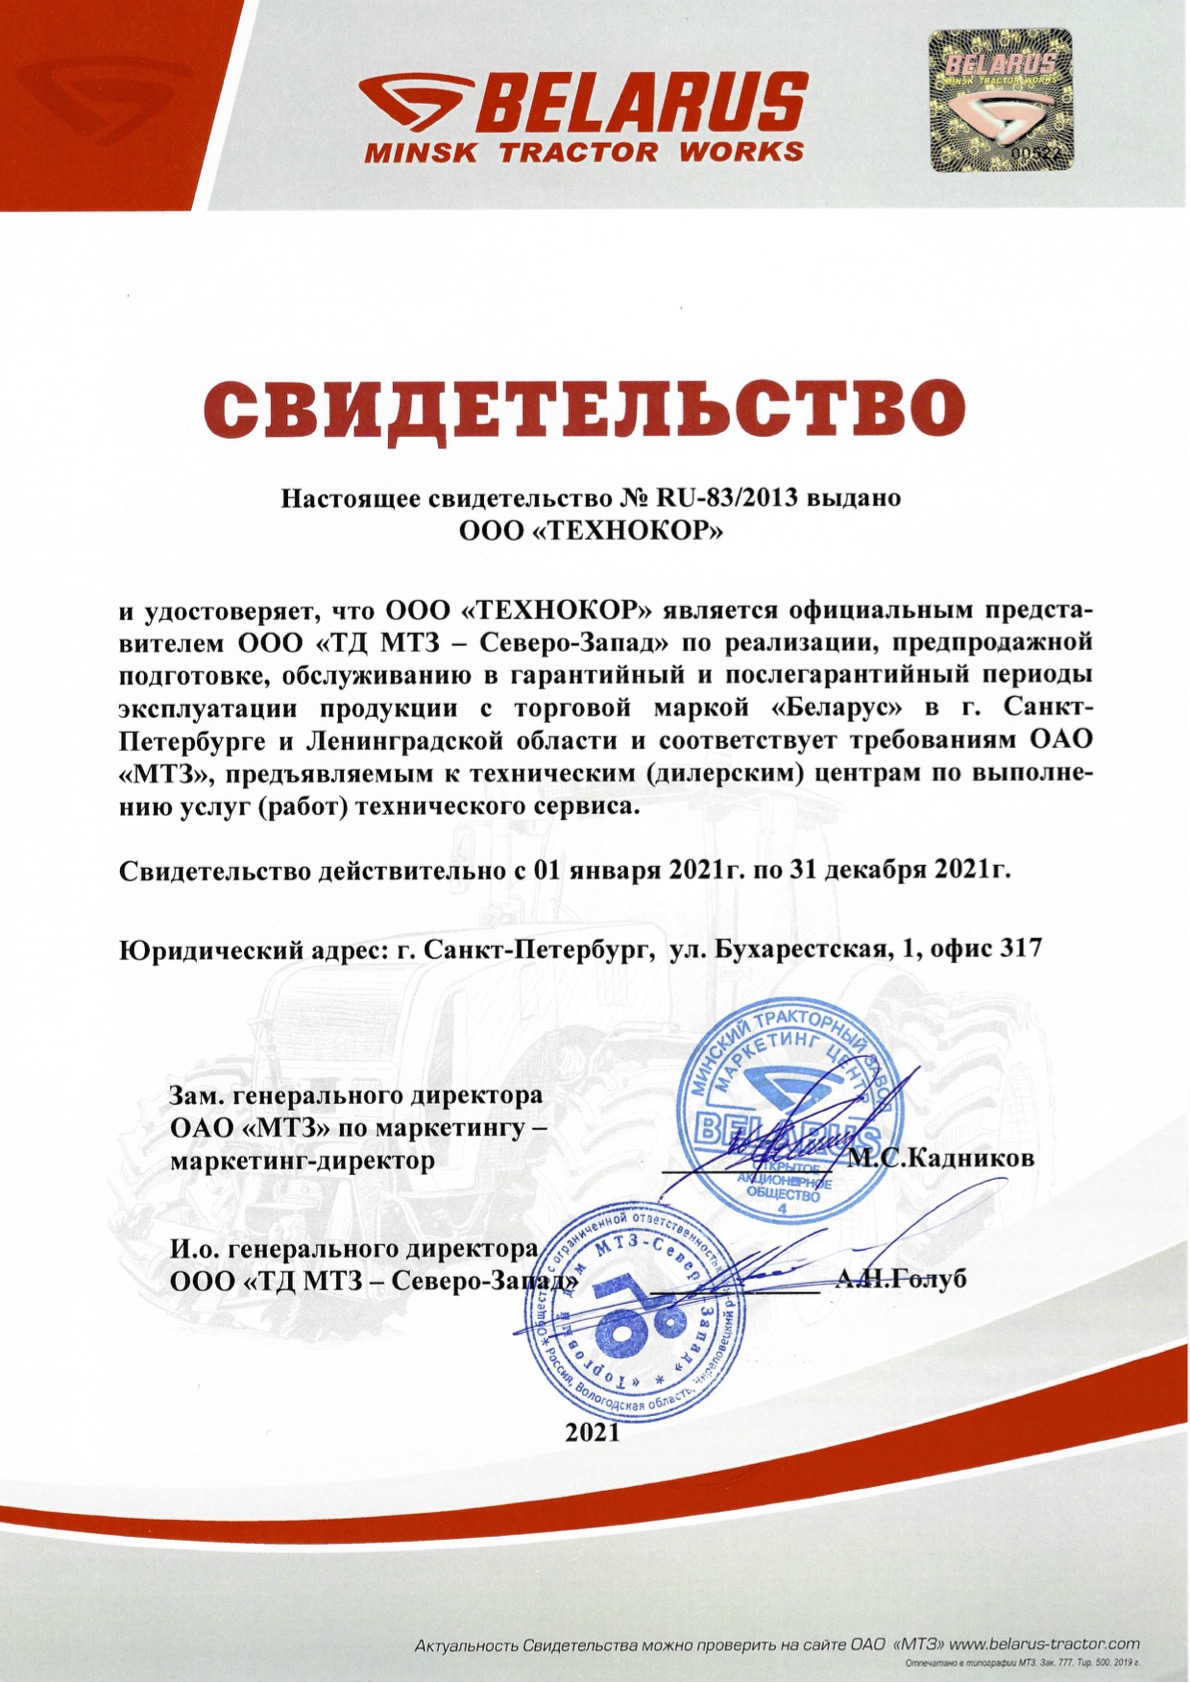 BELARUS
MINSK TRACTOR WORKS
BELARUS
MINSK TRACTOR WORKS
00522
СВИДЕТЕЛЬСТВО
Настоящее свидетельство № RU-83/2013 выдано
ООО «ТЕХНОКОР»
и удостоверяет, что ООО «ТЕХНОКОР» является официальным предста-
вителем ООО «ТД МТЗ – Северо-Запад» по реализации, предпродажной
подготовке, обслуживанию в гарантийный и послегарантийный периоды
эксплуатации продукции с торговой маркой «Беларус» в г. Санкт-
Петербурге и Ленинградской области и соответствует требованиям ОАО
«МТЗ», предъявляемым к техническим (дилерским) центрам по выполне-
нию услуг (работ) технического сервиса.
Свидетельство действительно с 01 января 2021г. по 31 декабря 2021г.
Юридический адрес: г. Санкт-Петербург, ул. Бухарестская, 1, офис 317
Зам. генерального директора
ОАО «МТЗ» по маркетингу –
маркетинг-директор
М.С.Кадников
МИНСКИЙ ТРАКТОРНЫЙ ЗАВОД
МАРКЕТИНГ ЦЕНТР
BELARUS
ОТКРЫТОЕ
АКЦИОНЕРНОЕ
ОБЩЕСТВО
4
И.о. генерального директора
ООО «ТД МТЗ – Северо-Запад»
А.Н.Голуб
Общество с ограниченной ответственностью
* Россия, Вологодская область, Череповецкий
«Торговый дом МТЗ-Северо-Запад» *
2021
Актуальность Свидетельства можно проверить на сайте ОАО «МТЗ» www.belarus-tractor.com
Отпечатано в типографии МТЗ. Зак. 777. Тир. 500. 2019 г.